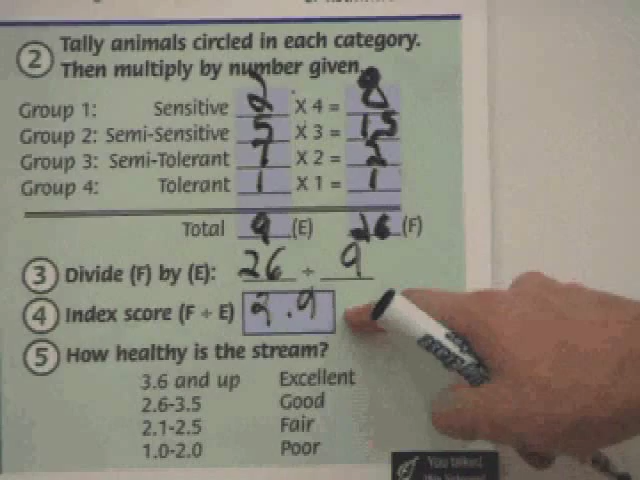 2 Tally animals circled in each category.
Then multiply by number given.
Group 1: Sensitive 2 X 4 = 8
Group 2: Semi-Sensitive 5 X 3 = 15
Group 3: Semi-Tolerant 1 X 2 = 2
Group 4: Tolerant 1 X 1 = 1
Total 9 (E) 26 (F)
3 Divide (F) by (E): 26 ÷ 9
4 Index score (F ÷ E) 2.9
5 How healthy is the stream?
3.6 and up Excellent
2.6-3.5 Good
2.1-2.5 Fair
1.0-2.0 Poor
You